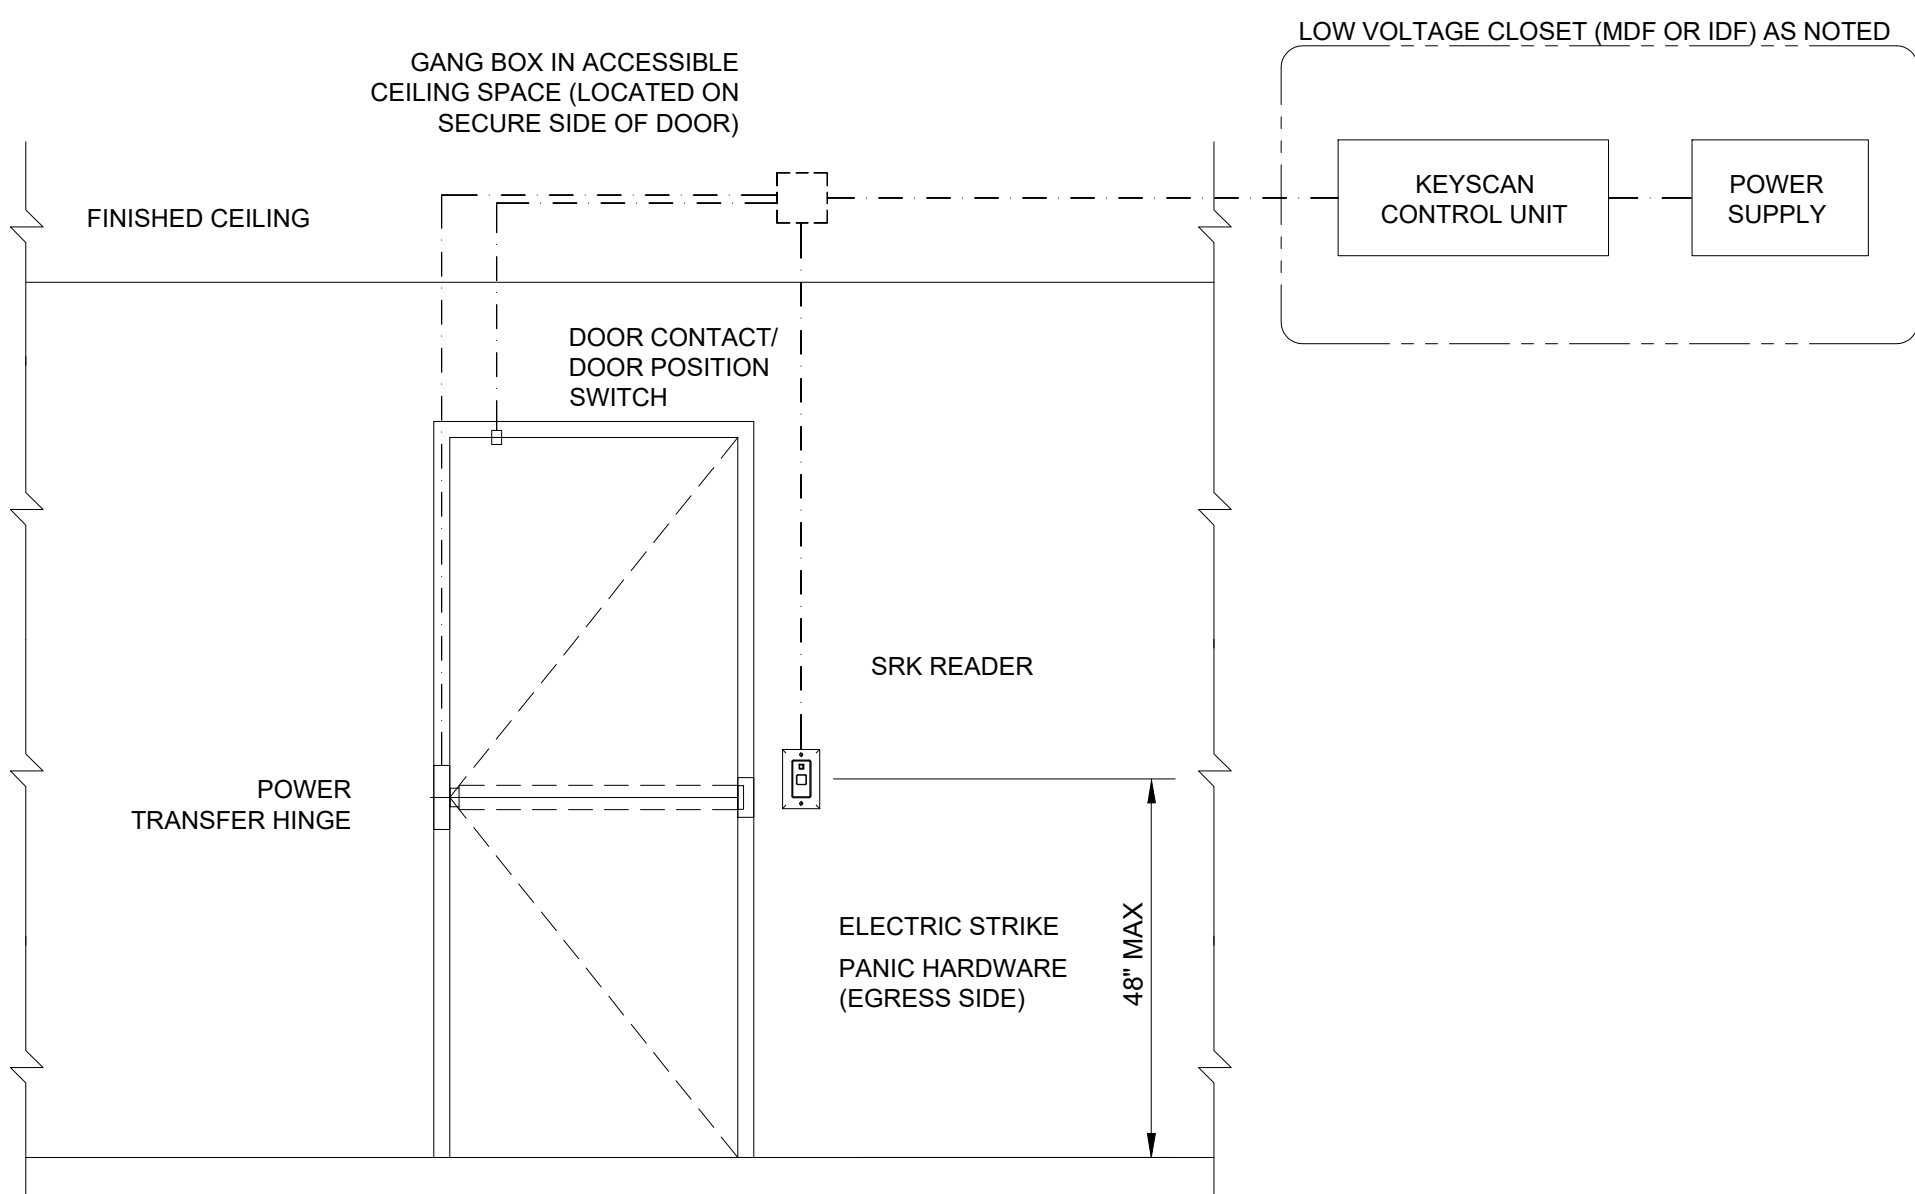 LOW VOLTAGE CLOSET (MDF OR IDF) AS NOTED
GANG BOX IN ACCESSIBLE
CEILING SPACE (LOCATED ON
SECURE SIDE OF DOOR)
KEYSCAN
CONTROL UNIT
POWER
SUPPLY
FINISHED CEILING
DOOR CONTACT/
DOOR POSITION
SWITCH
SRK READER
POWER
TRANSFER HINGE
ELECTRIC STRIKE
PANIC HARDWARE
(EGRESS SIDE)
48" MAX